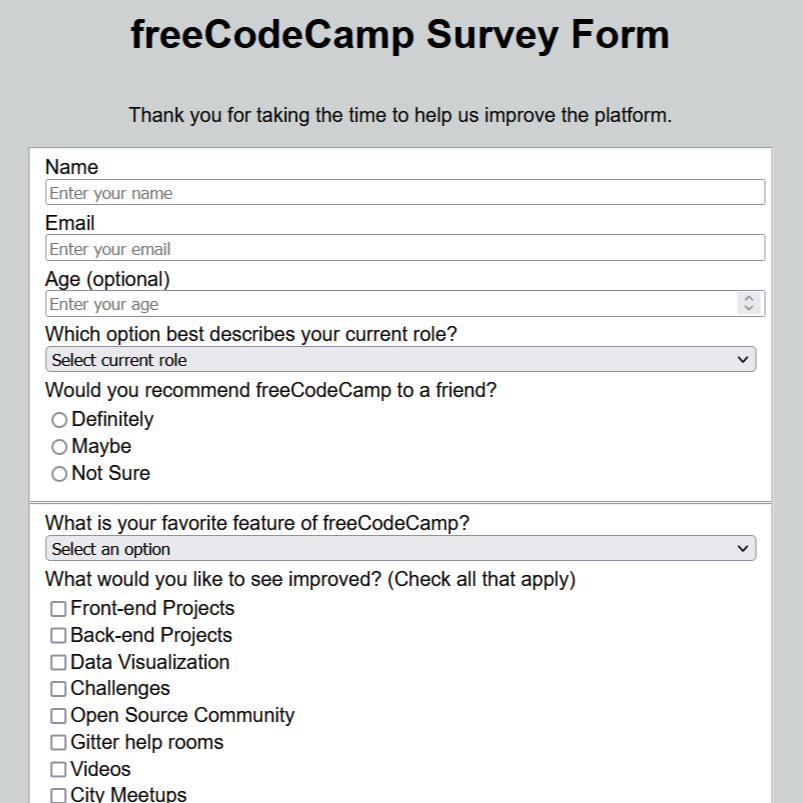 freeCodeCamp Survey Form
Thank you for taking the time to help us improve the platform.
Name
Enter your name
Email
Enter your email
Age (optional)
Enter your age
Which option best describes your current role?
Select current role
Would you recommend freeCodeCamp to a friend?
Definitely
Maybe
Not Sure
What is your favorite feature of freeCodeCamp?
Select an option
What would you like to see improved? (Check all that apply)
Front-end Projects
Back-end Projects
Data Visualization
Challenges
Open Source Community
Gitter help rooms
Videos
City Meetups